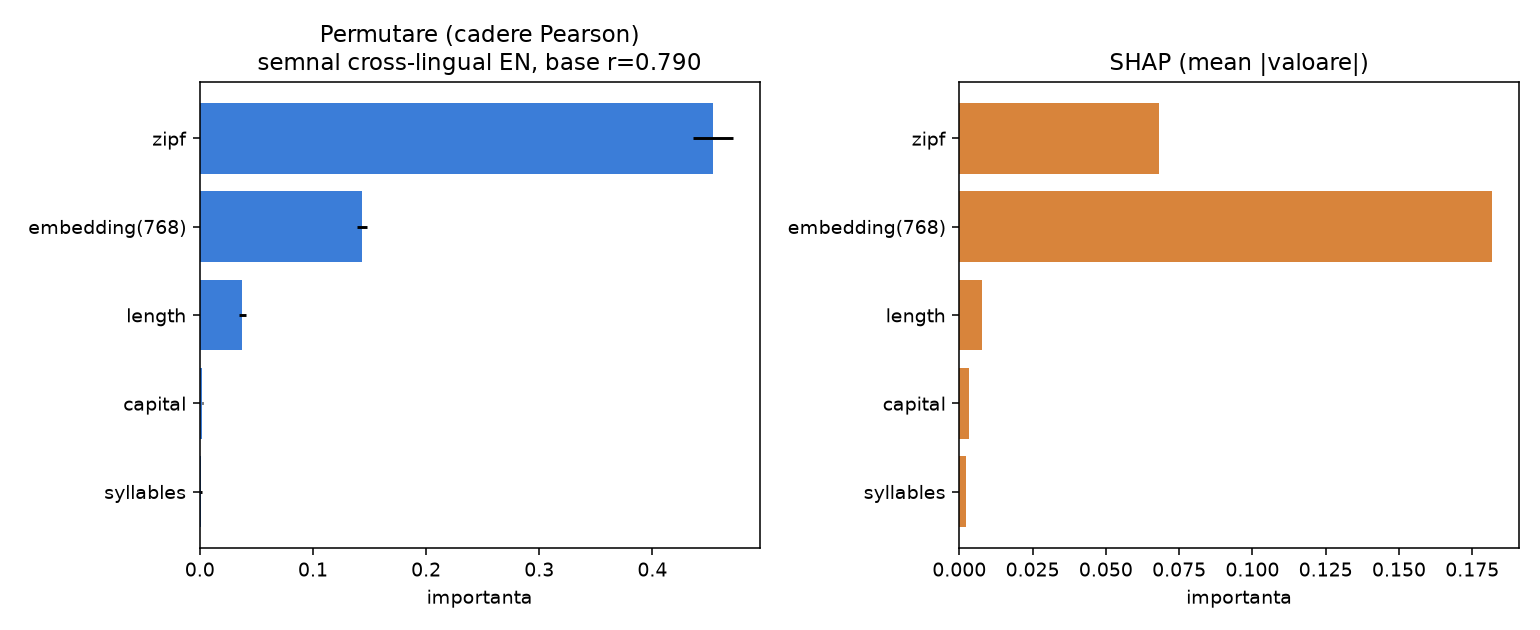 Permutare (cadere Pearson)
semnal cross-lingual EN, base r=0.790
zipf
embedding(768)
length
capital
syllables
0.0 0.1 0.2 0.3 0.4
importanta
SHAP (mean |valoare|)
zipf
embedding(768)
length
capital
syllables
0.000 0.025 0.050 0.075 0.100 0.125 0.150 0.175
importanta